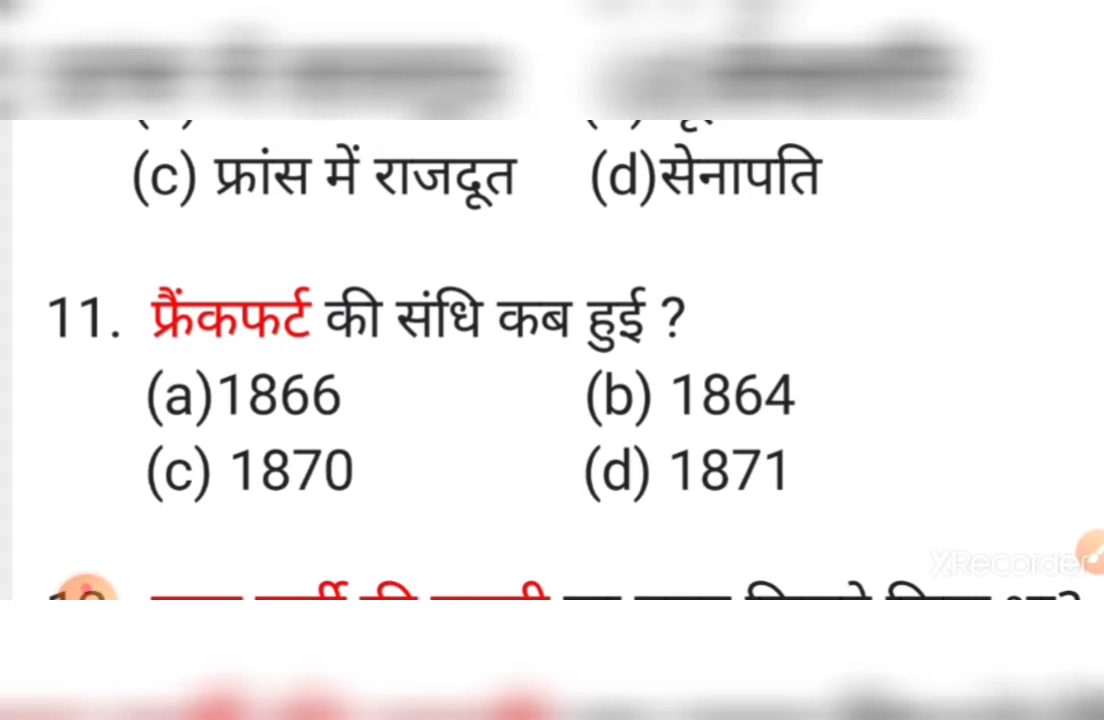 (c) फ्रांस में राजदूत (d)सेनापति
11. फ्रैंकफर्ट की संधि कब हुई ?
(a)1866 (b) 1864
(c) 1870 (d) 1871
XRecorder